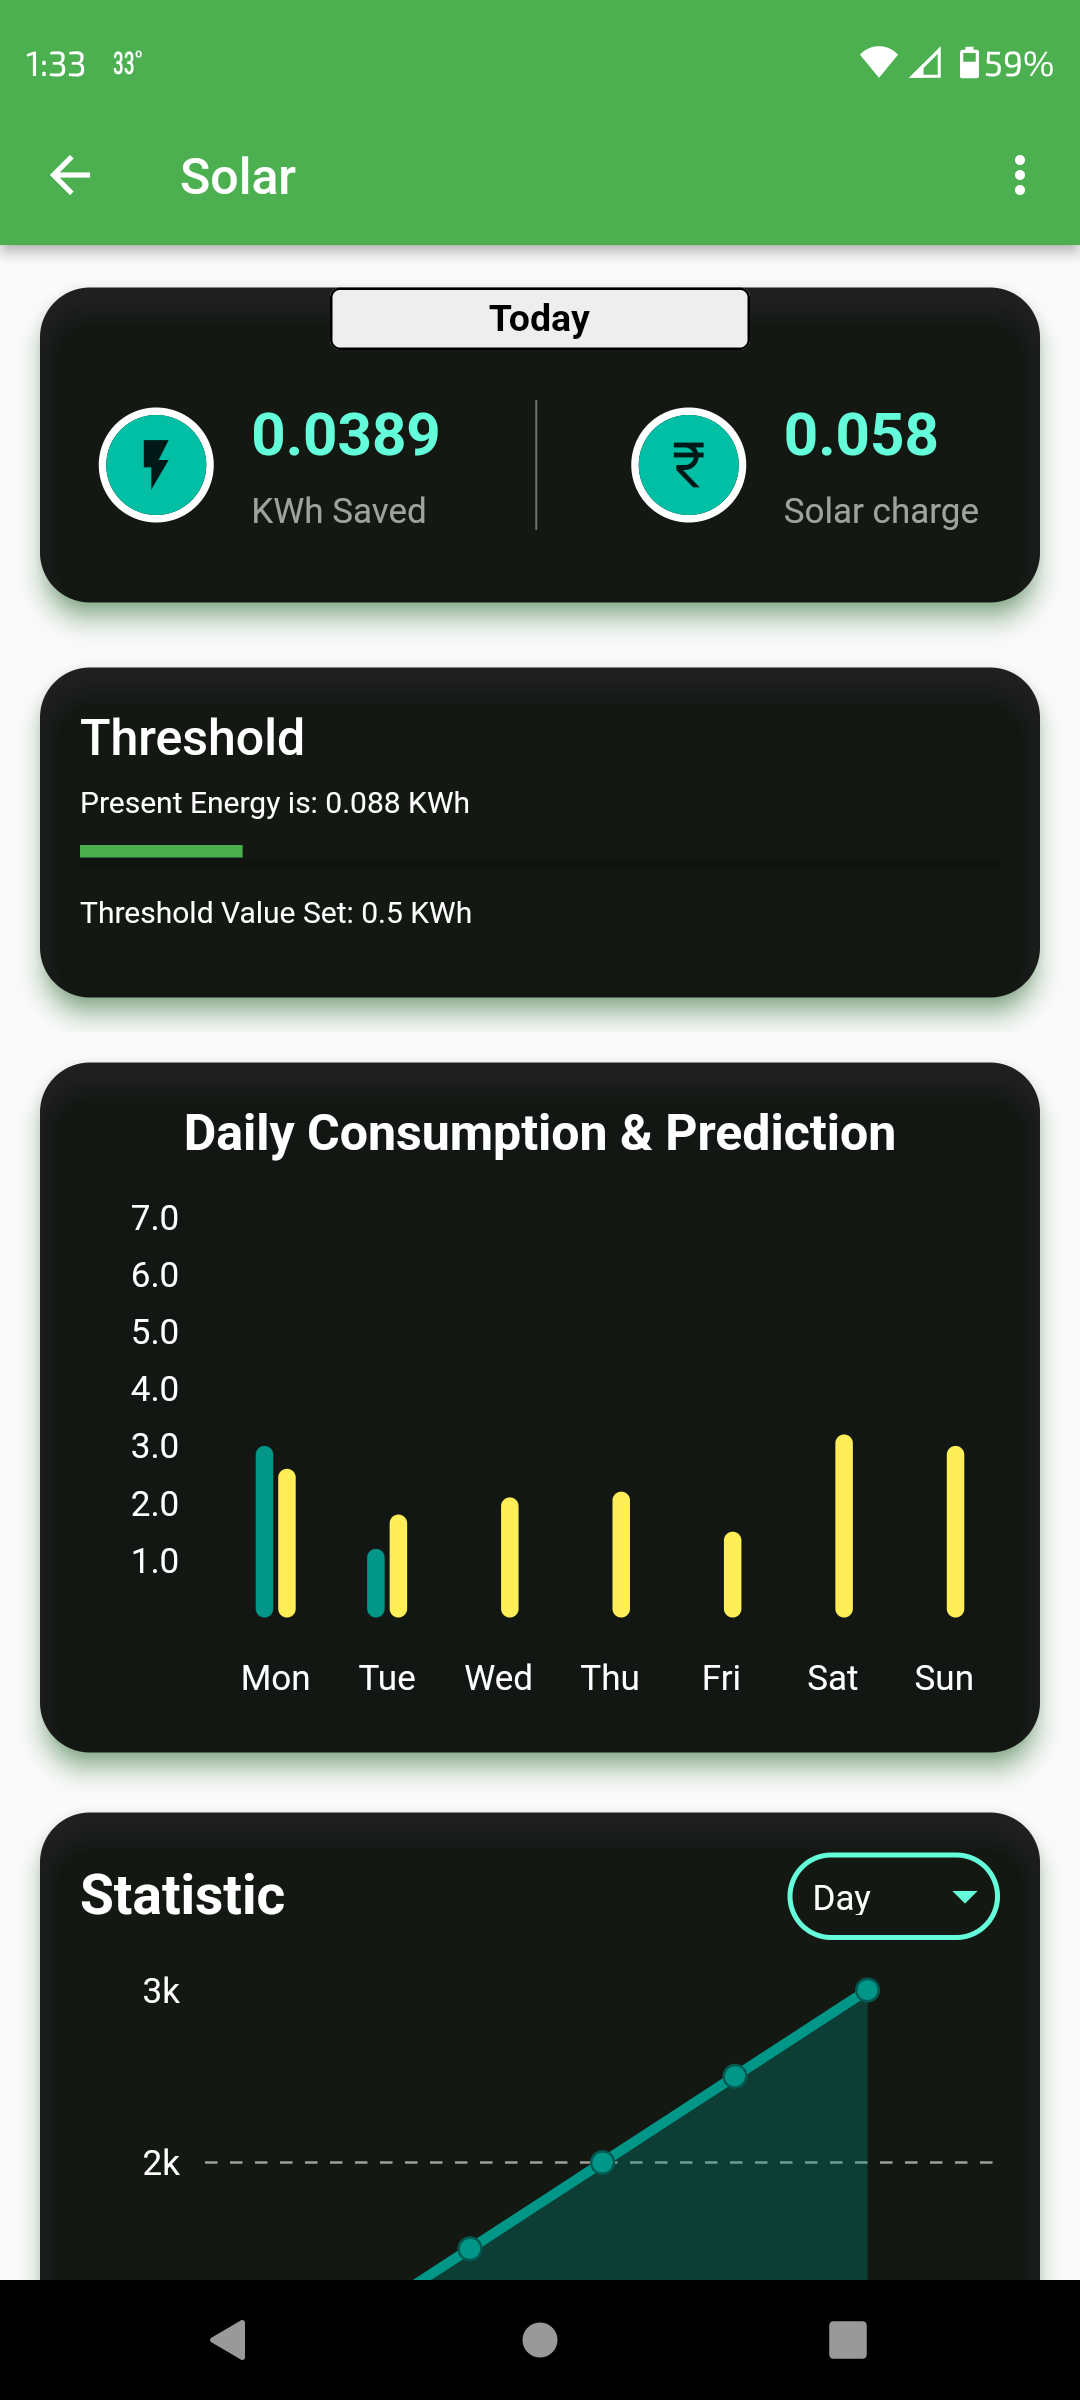 1:33 33° 59%
Solar
Today
0.0389 ₹ 0.058
KWh Saved Solar charge
Threshold
Present Energy is: 0.088 KWh
Threshold Value Set: 0.5 KWh
Daily Consumption & Prediction
7.0
6.0
5.0
4.0
3.0
2.0
1.0
Mon Tue Wed Thu Fri Sat Sun
Statistic Day
3k
2k